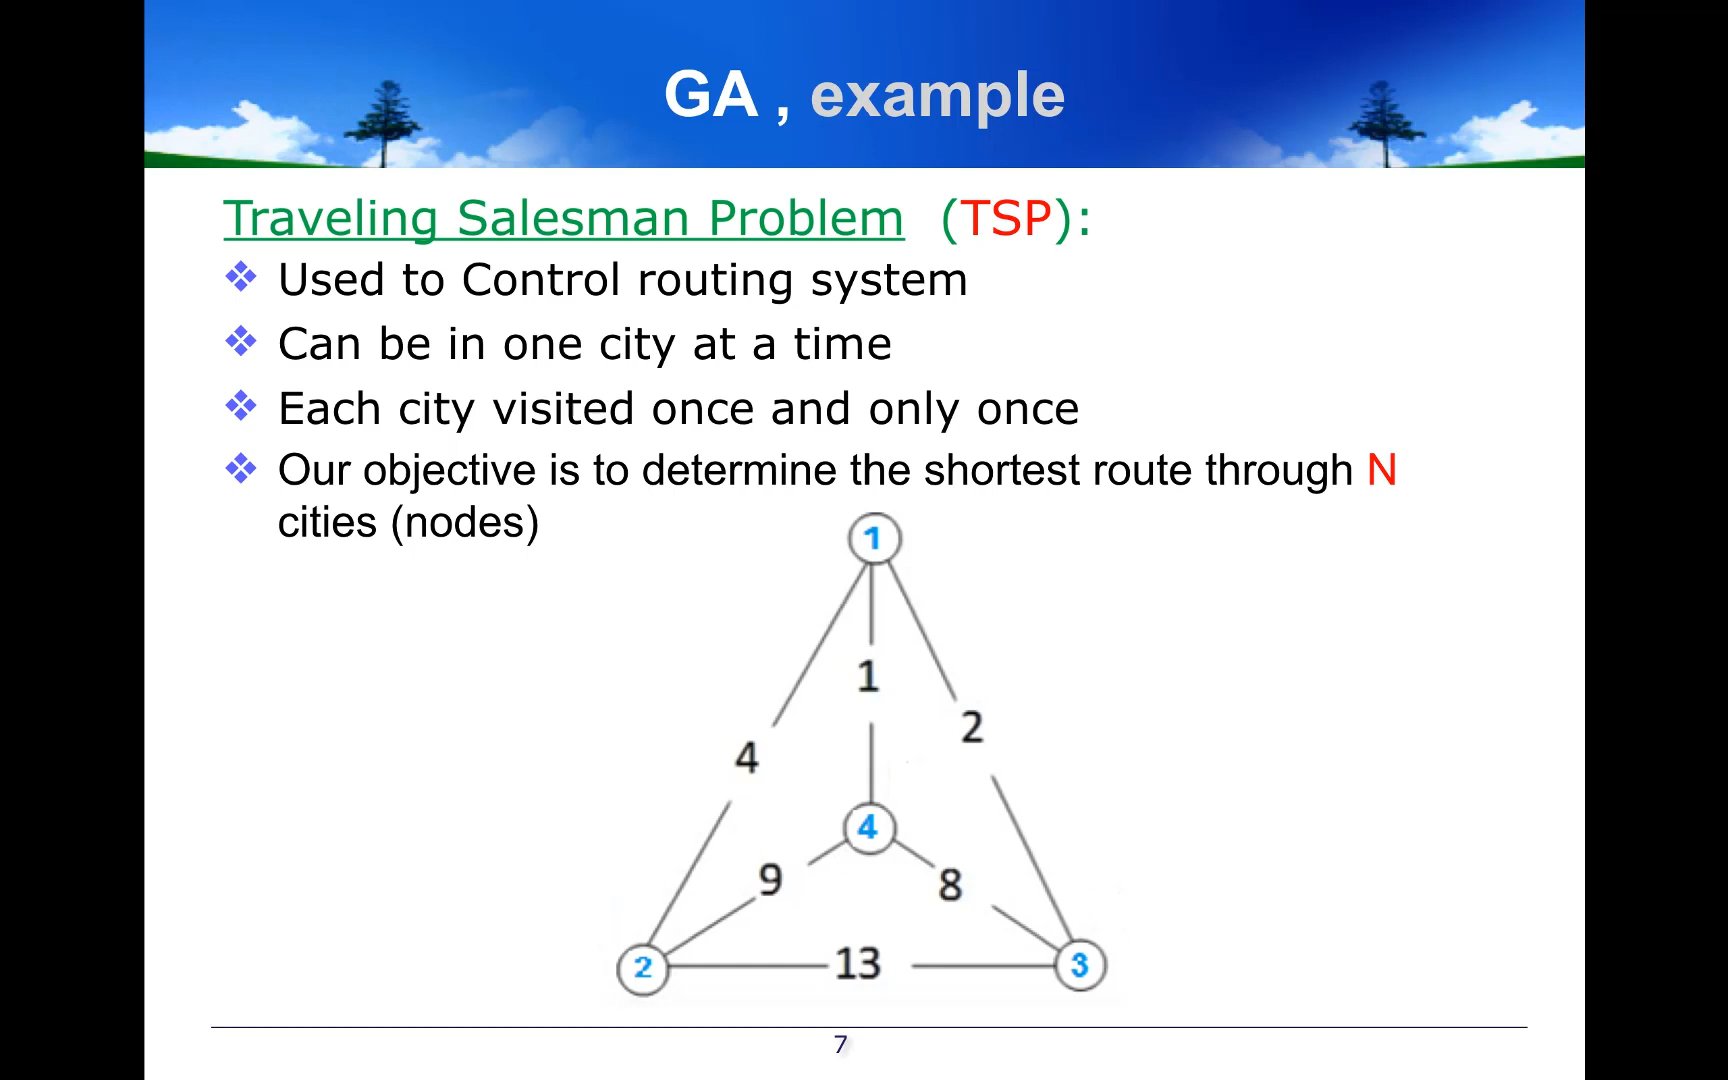 GA , example
Traveling Salesman Problem (TSP):
Used to Control routing system
Can be in one city at a time
Each city visited once and only once
Our objective is to determine the shortest route through N
cities (nodes)
1
1
2
4
4
9
8
2
13
3
7